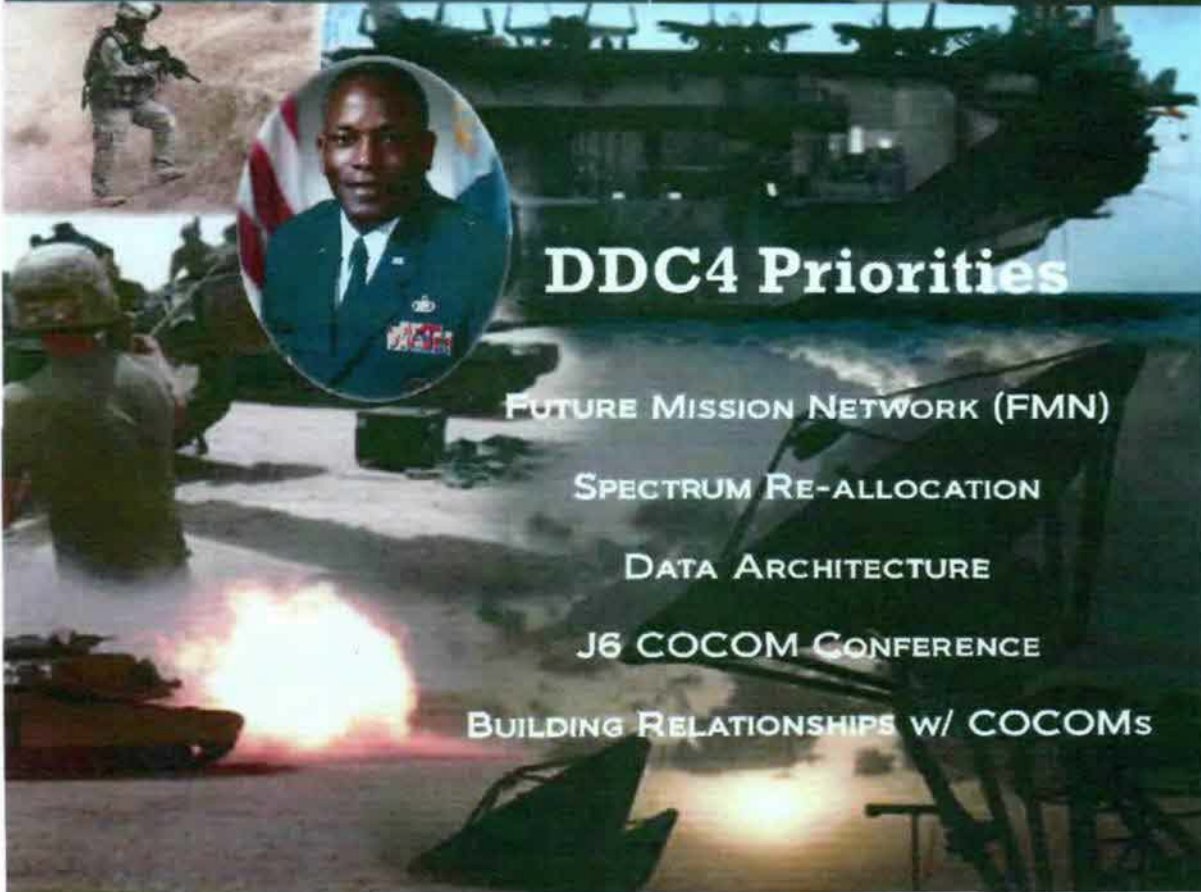 DDC4 Priorities
FUTURE MISSION NETWORK (FMN)
SPECTRUM RE-ALLOCATION
DATA ARCHITECTURE
J6 COCOM CONFERENCE
BUILDING RELATIONSHIPS W/ COCOMS